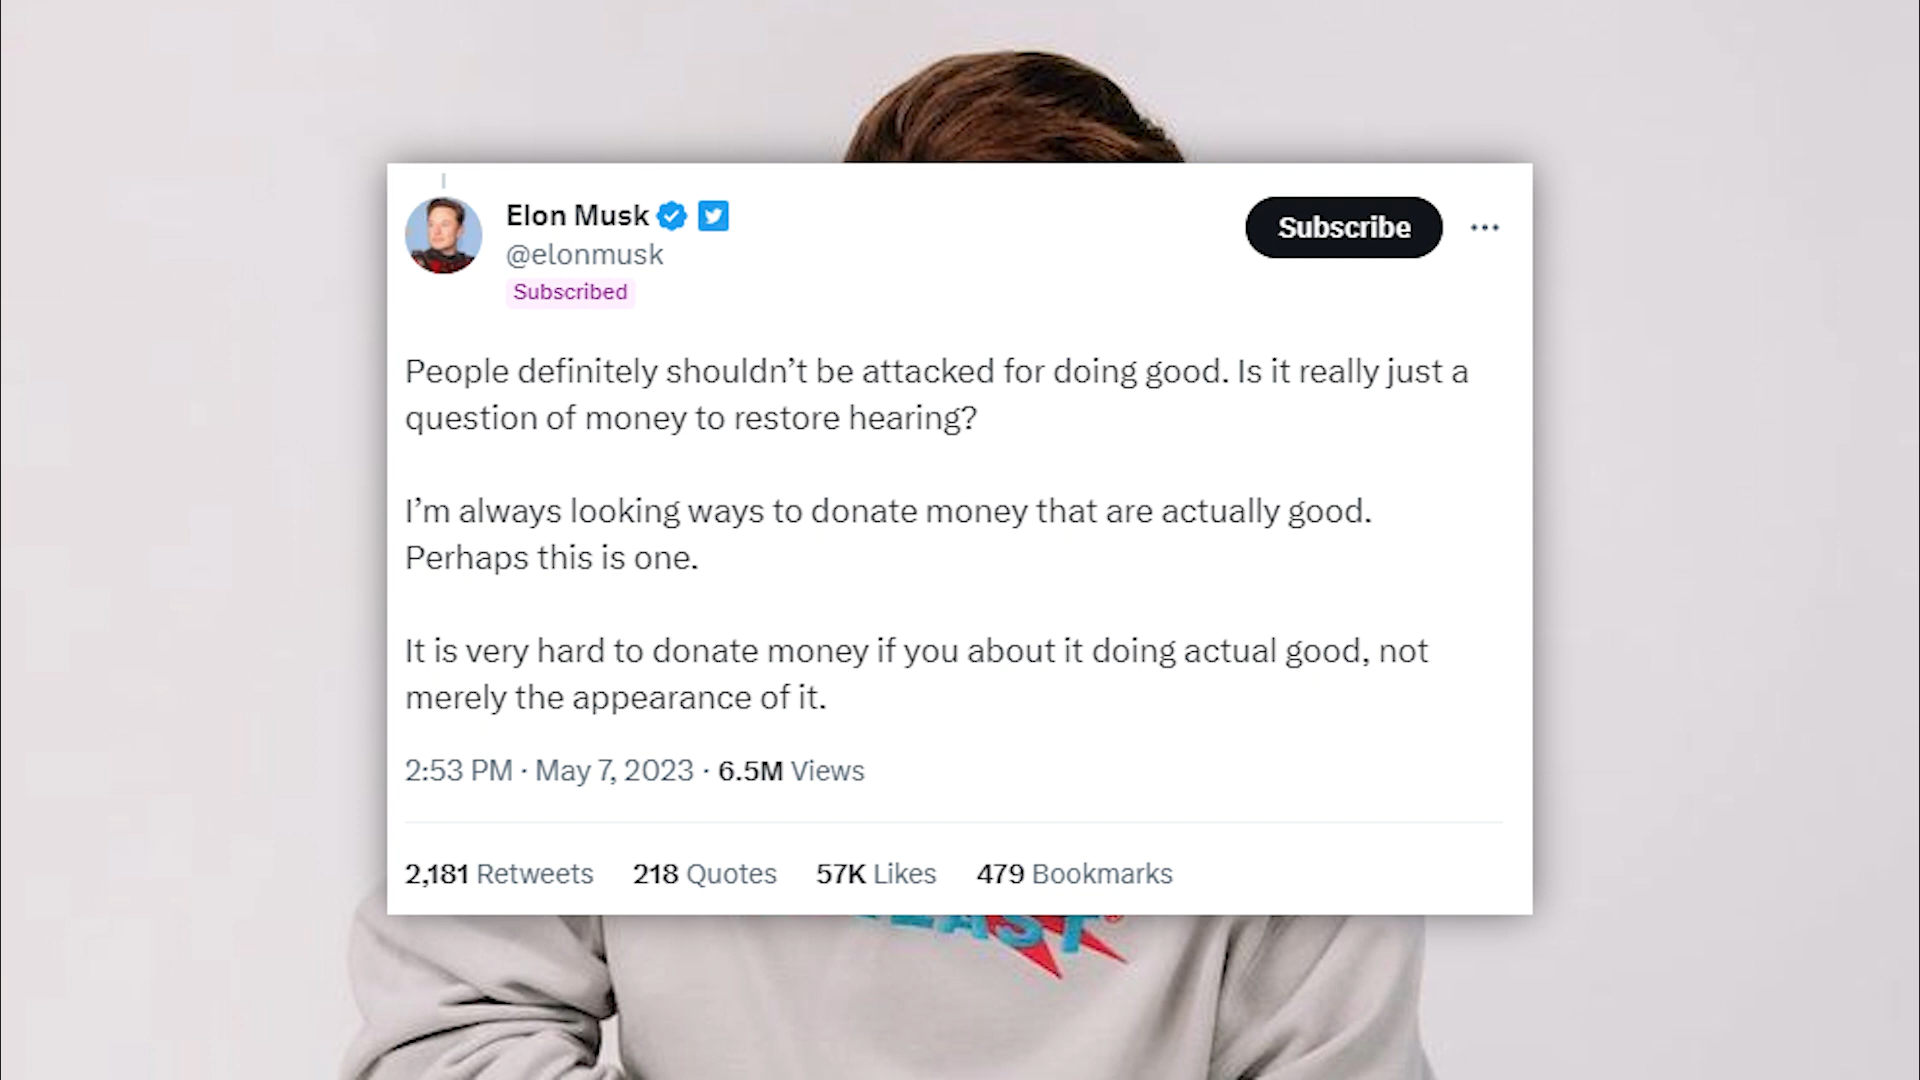 Elon Musk
@elonmusk
Subscribed
Subscribe
People definitely shouldn’t be attacked for doing good. Is it really just a
question of money to restore hearing?
I’m always looking ways to donate money that are actually good.
Perhaps this is one.
It is very hard to donate money if you about it doing actual good, not
merely the appearance of it.
2:53 PM · May 7, 2023 · 6.5M Views
2,181 Retweets 218 Quotes 57K Likes 479 Bookmarks